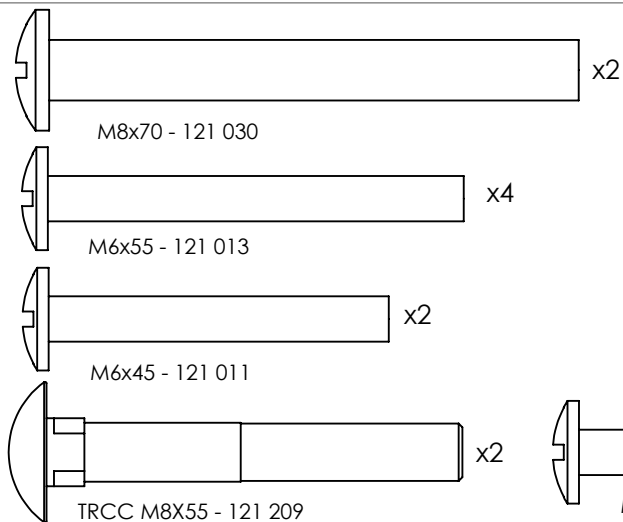 x2
M8x70 - 121 030
x4
M6x55 - 121 013
x2
M6x45 - 121 011
x2
TRCC M8X55 - 121 209